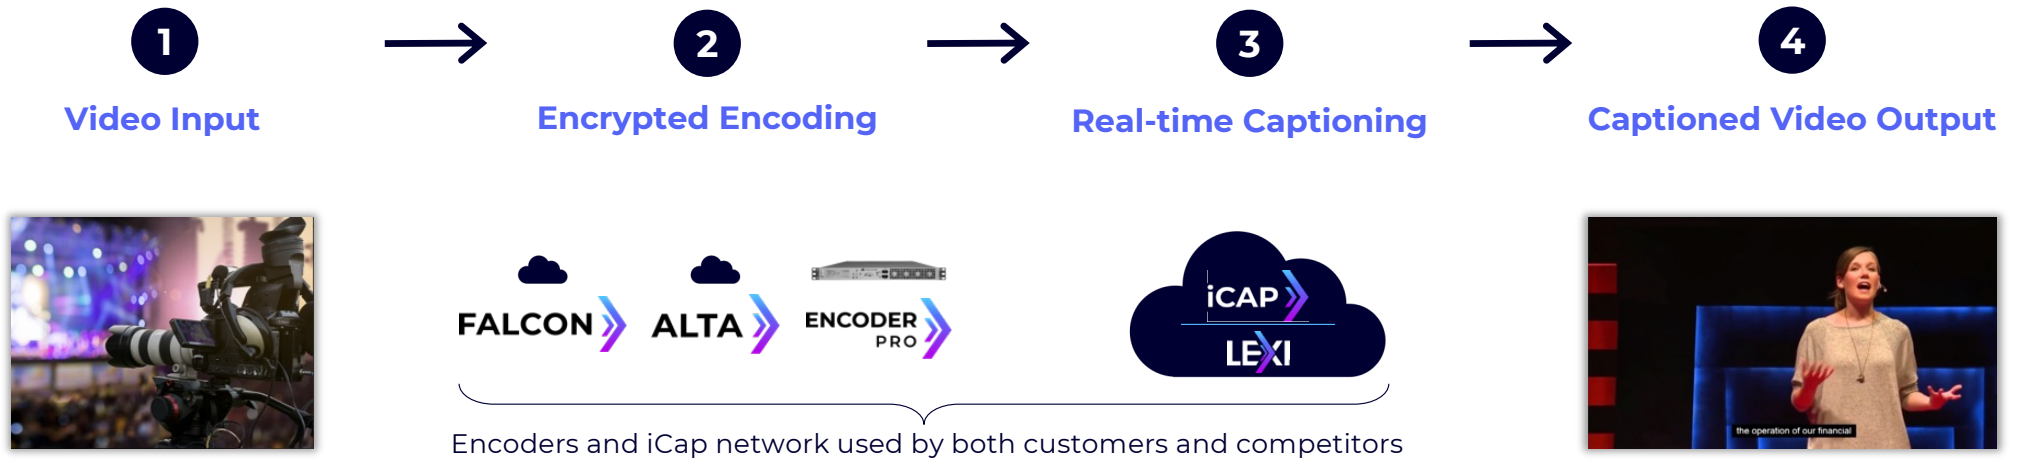 1
2
3
4
Video Input
Encrypted Encoding
Real-time Captioning
Captioned Video Output
FALCON
ALTA
ENCODER
PRO
iCAP
LEXI
the operation of our financial
Encoders and iCap network used by both customers and competitors